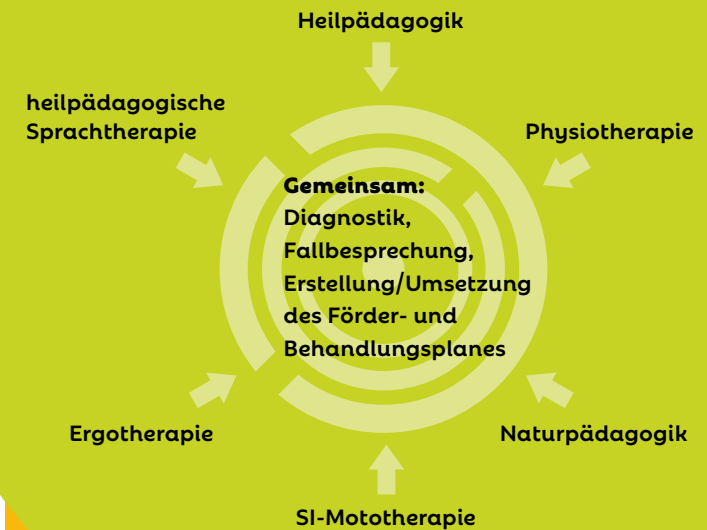 Heilpädagogik
heilpädagogische
Sprachtherapie
Physiotherapie
Gemeinsam:
Diagnostik,
Fallbesprechung,
Erstellung/Umsetzung
des Förder- und
Behandlungsplanes
Ergotherapie
Naturpädagogik
SI-Mototherapie